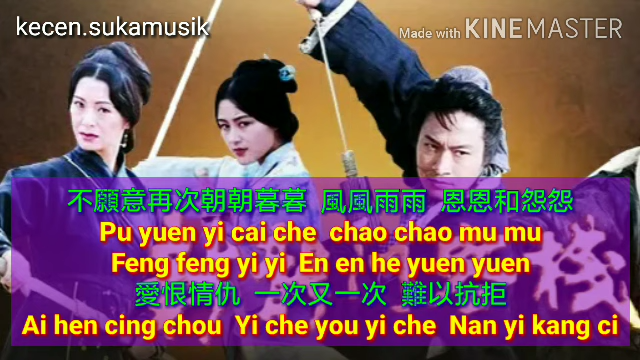 kecen.sukamusik
Made with KINEMASTER
不願意再次朝朝暮暮 風風雨雨 恩恩和怨怨
Pu yuen yi cai che chao chao mu mu
Feng feng yi yi En en he yuen yuen
愛恨情仇 一次又一次 難以抗拒
Ai hen cing chou Yi che you yi che Nan yi kang ci
棧